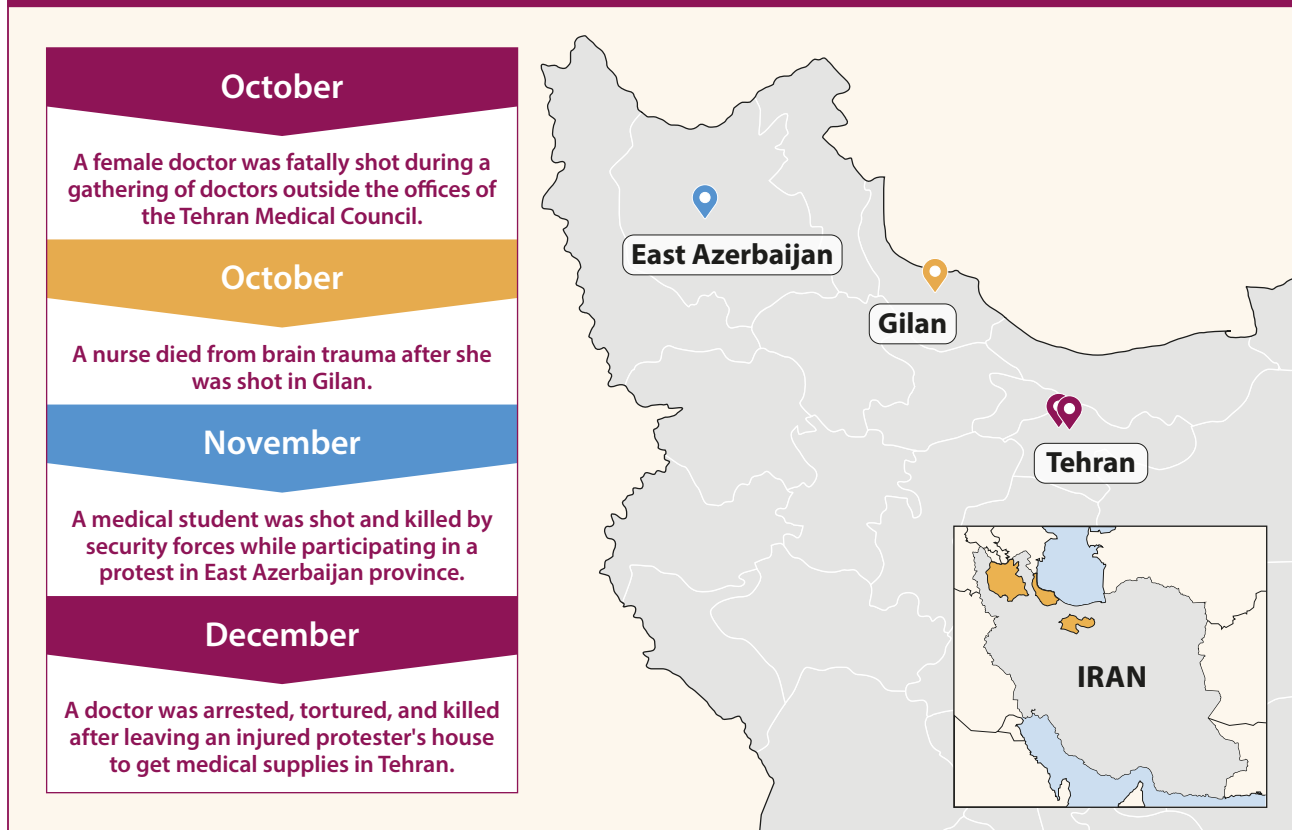 October
A female doctor was fatally shot during a
gathering of doctors outside the offices of
the Tehran Medical Council.
October
A nurse died from brain trauma after she
was shot in Gilan.
November
A medical student was shot and killed by
security forces while participating in a
protest in East Azerbaijan province.
December
A doctor was arrested, tortured, and killed
after leaving an injured protester's house
to get medical supplies in Tehran.
East Azerbaijan
Gilan
Tehran
IRAN